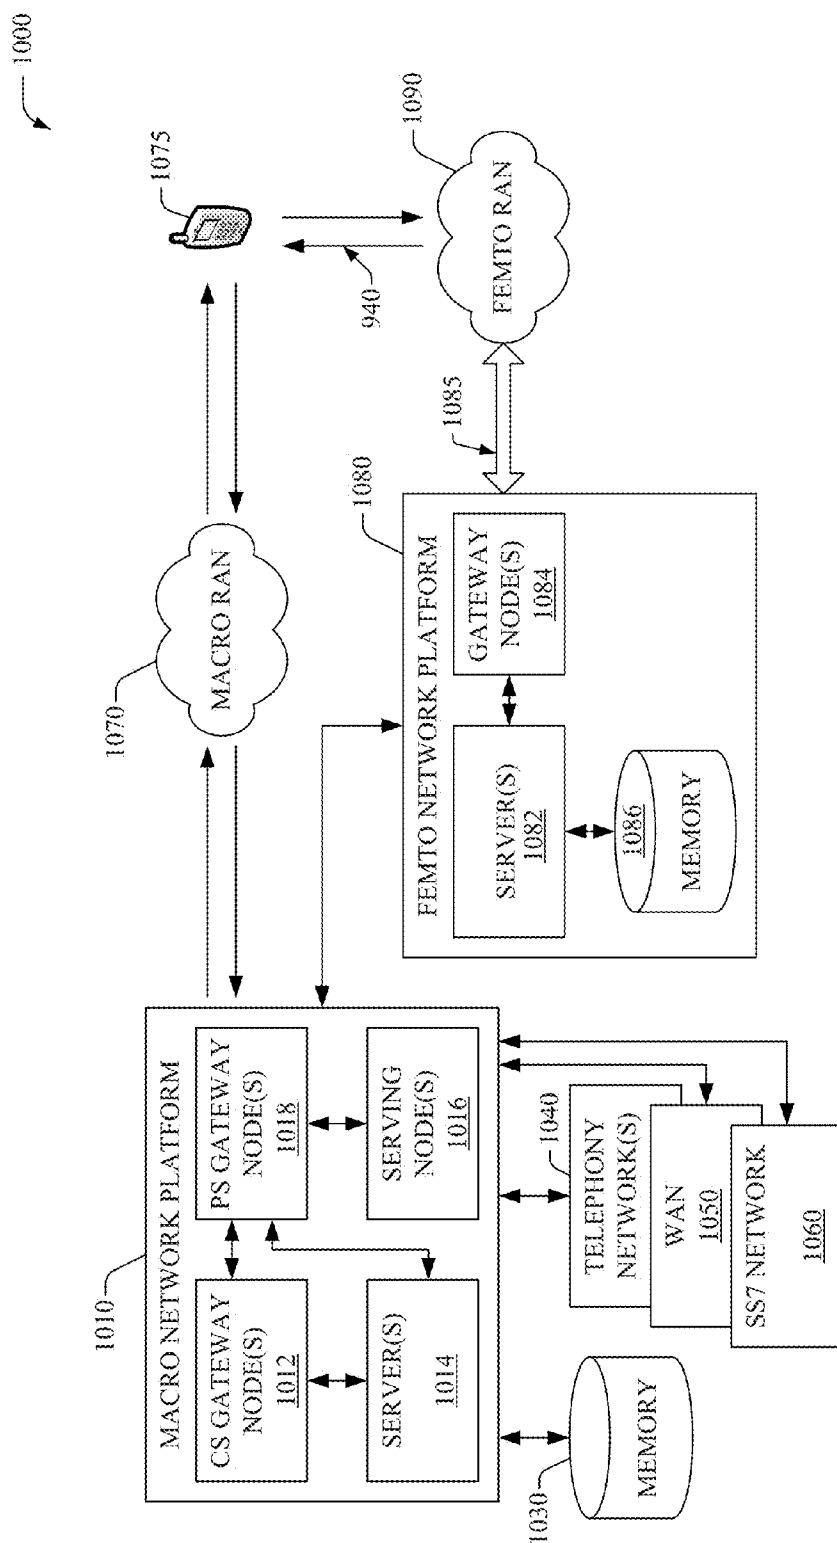 1000
1010
MACRO NETWORK PLATFORM
CS GATEWAY
NODE(S)
1012
PS GATEWAY
NODE(S)
1018
SERVER(S)
1014
SERVING
NODE(S)
1016
1030
MEMORY
1040
TELEPHONY
NETWORK(S)
WAN
1050
SS7 NETWORK
1060
1070
MACRO RAN
1075
940
1080
FEMTO NETWORK PLATFORM
SERVER(S)
1082
GATEWAY
NODE(S)
1084
1086
MEMORY
1085
1090
FEMTO RAN